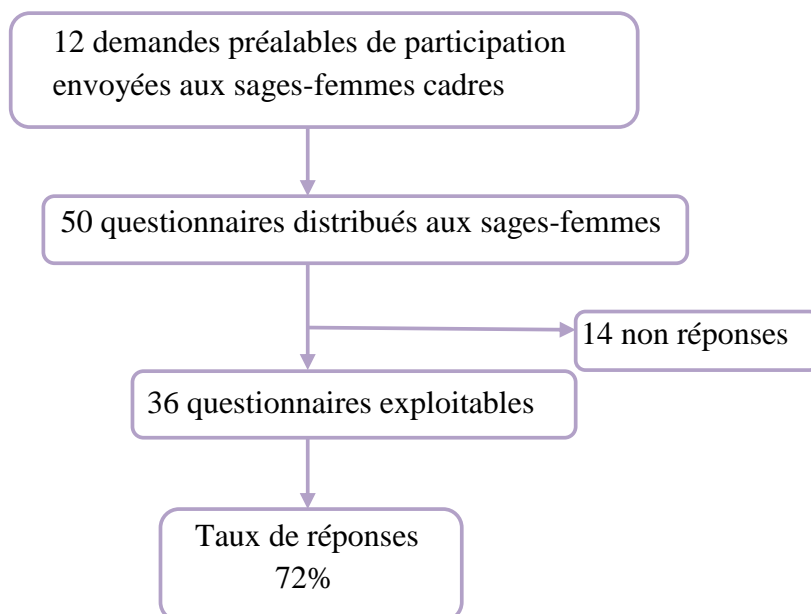 12 demandes préalables de participation
envoyées aux sages-femmes cadres
50 questionnaires distribués aux sages-femmes
14 non réponses
36 questionnaires exploitables
Taux de réponses
72%